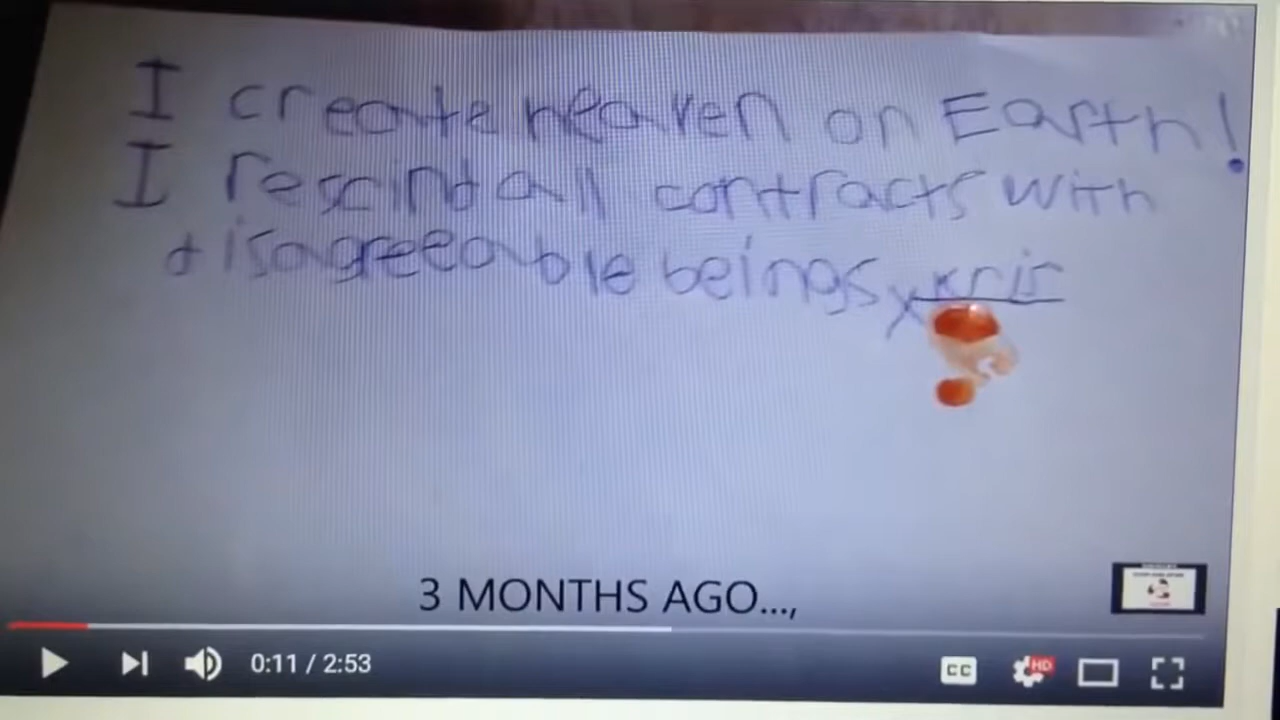 I create heaven on Earth!
I rescind all contracts with
disagreeable beings x kris
3 MONTHS AGO...,
0:11 / 2:53
CC
HD